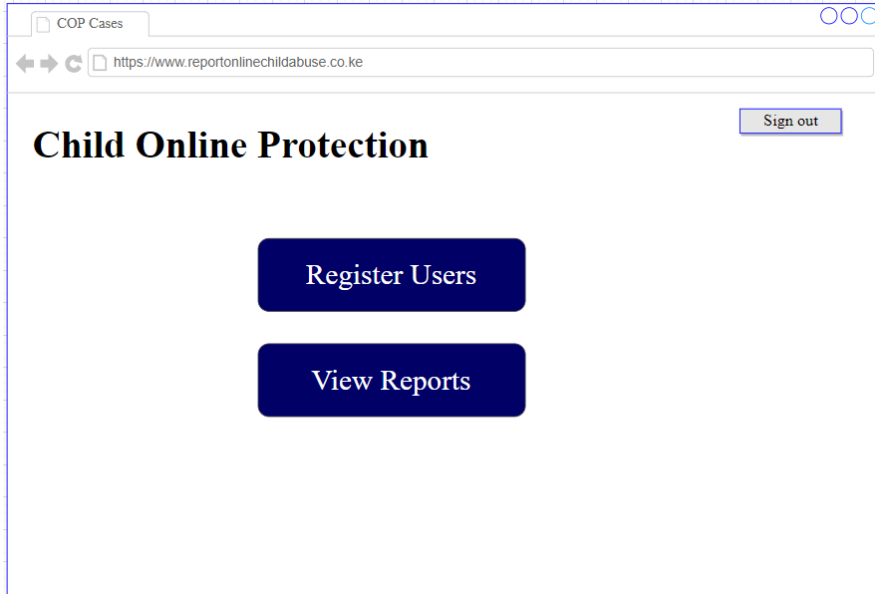 COP Cases
https://www.reportonlinechildabuse.co.ke
Sign out
Child Online Protection
Register Users
View Reports